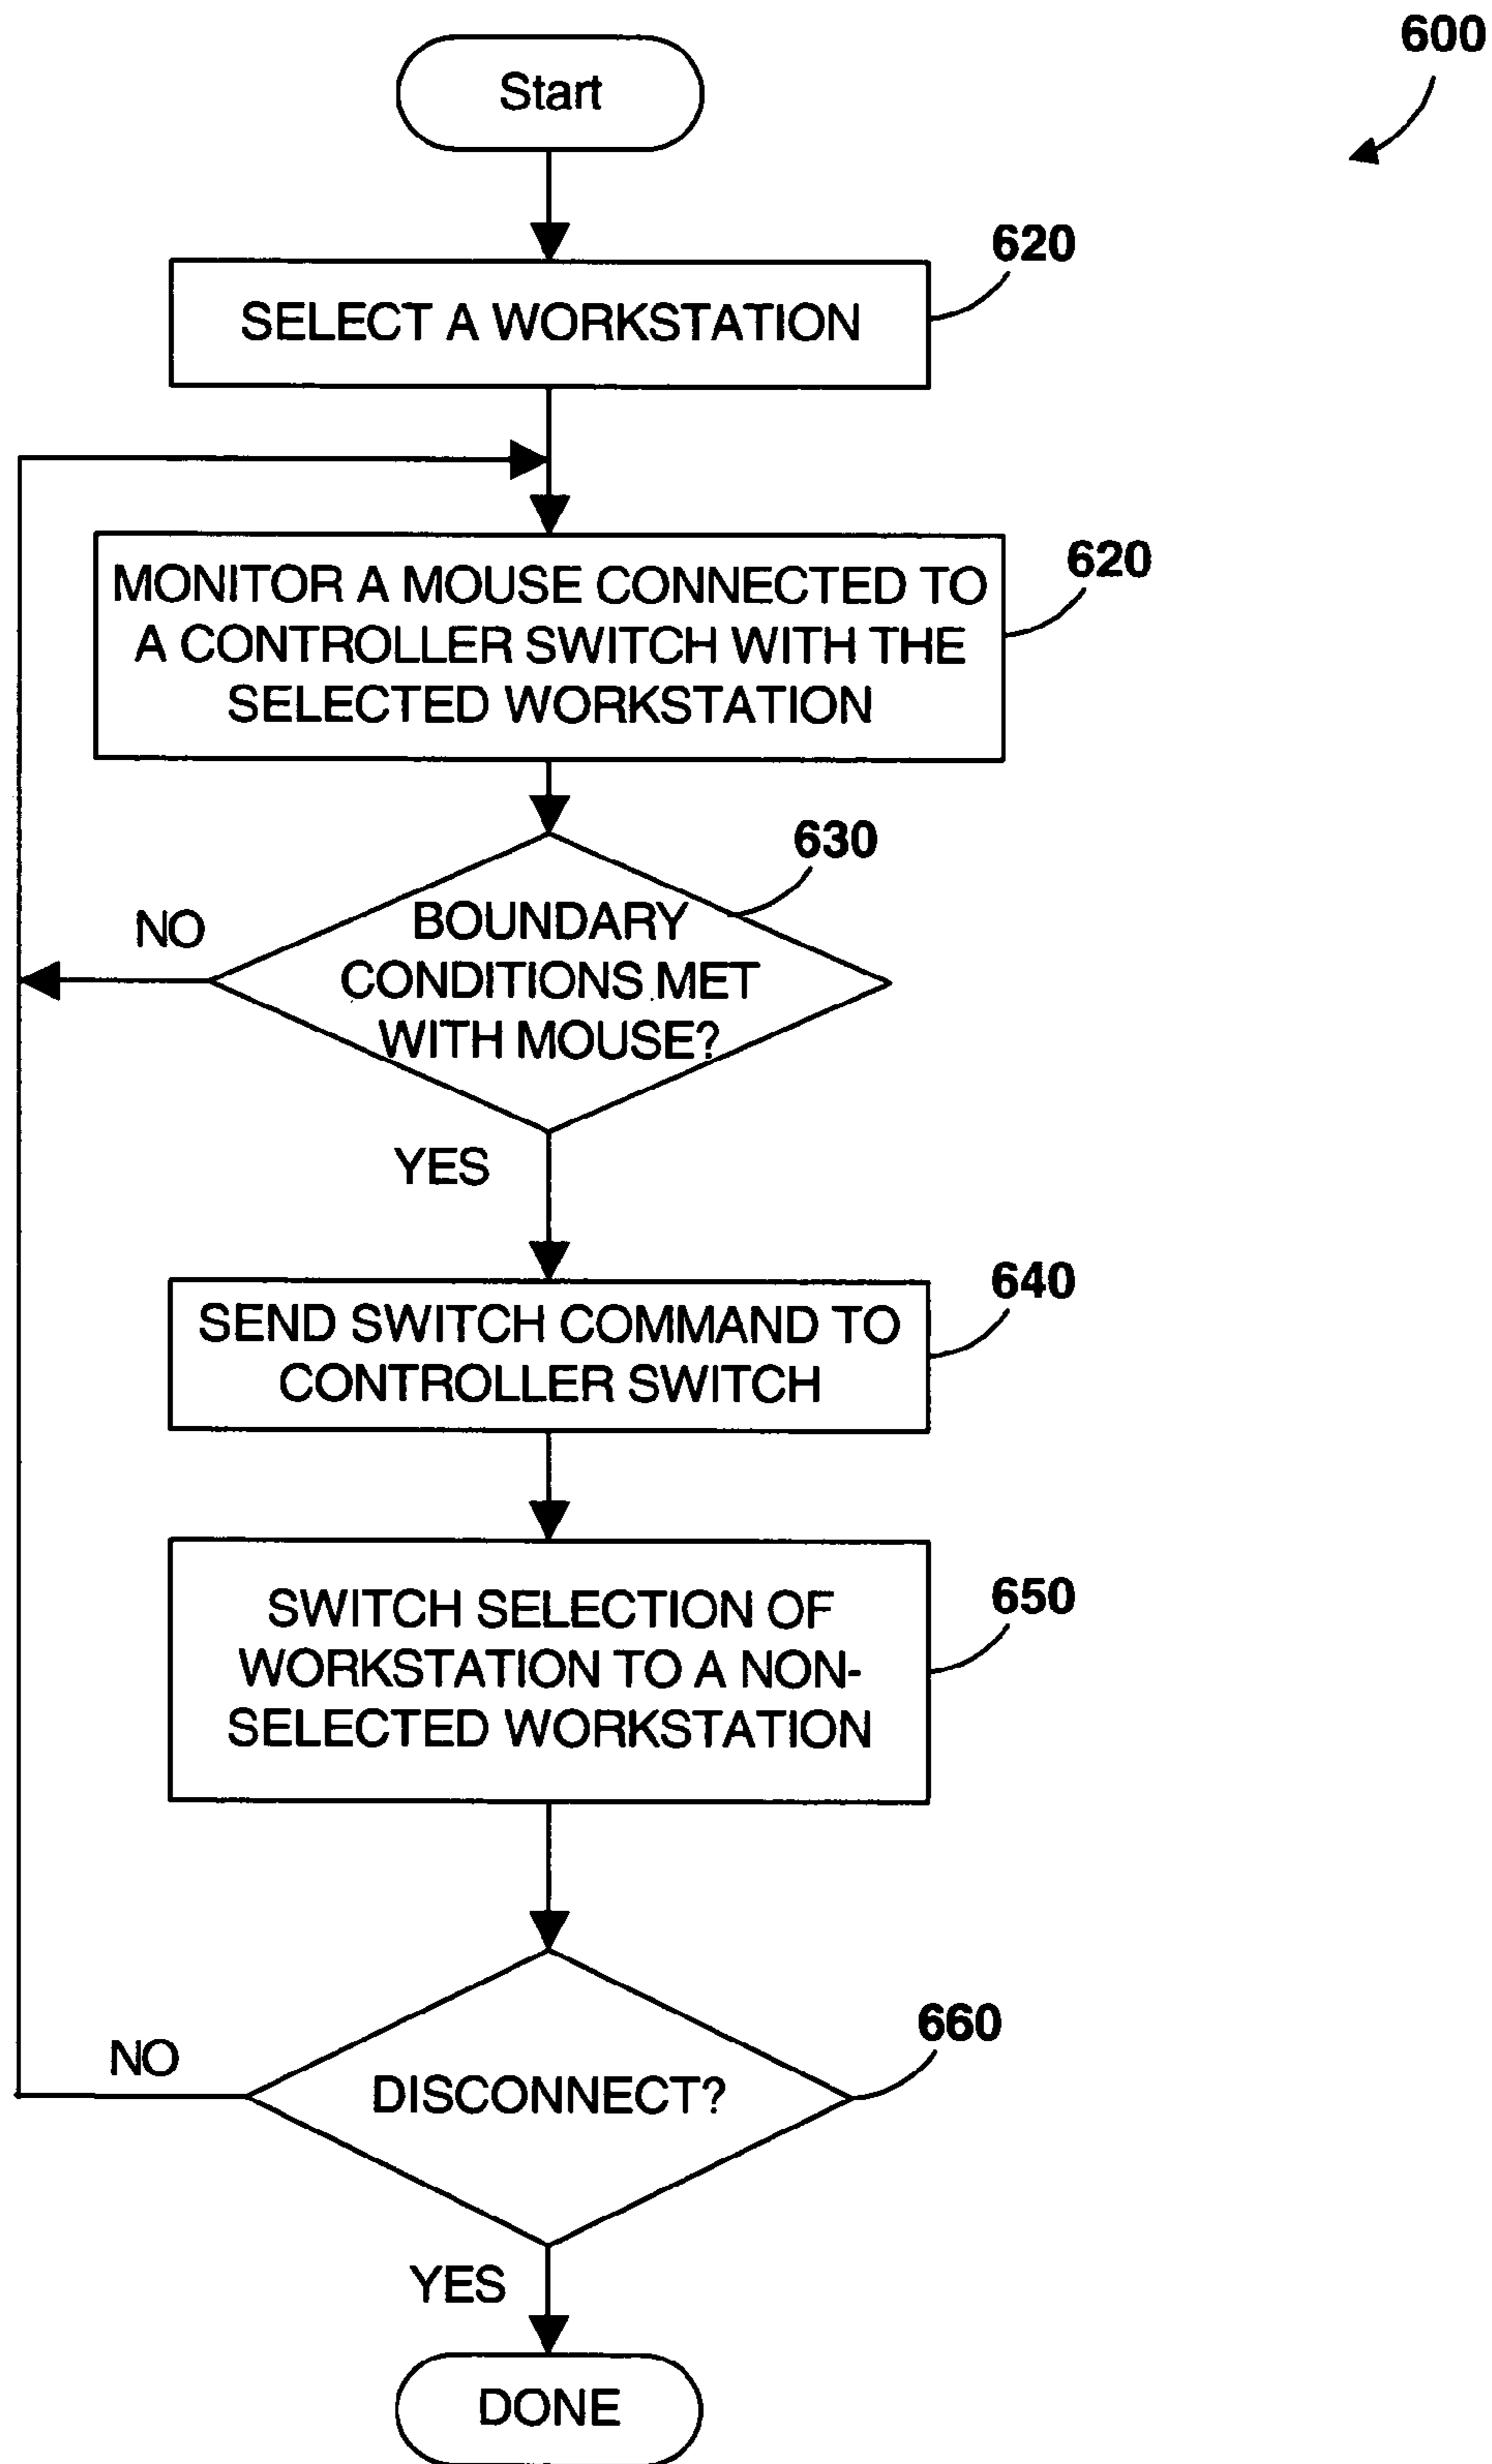 600
Start
620
SELECT A WORKSTATION
620
MONITOR A MOUSE CONNECTED TO
A CONTROLLER SWITCH WITH THE
SELECTED WORKSTATION
630
BOUNDARY
CONDITIONS MET
WITH MOUSE?
NO
YES
640
SEND SWITCH COMMAND TO
CONTROLLER SWITCH
650
SWITCH SELECTION OF
WORKSTATION TO A NON-
SELECTED WORKSTATION
660
DISCONNECT?
NO
YES
DONE